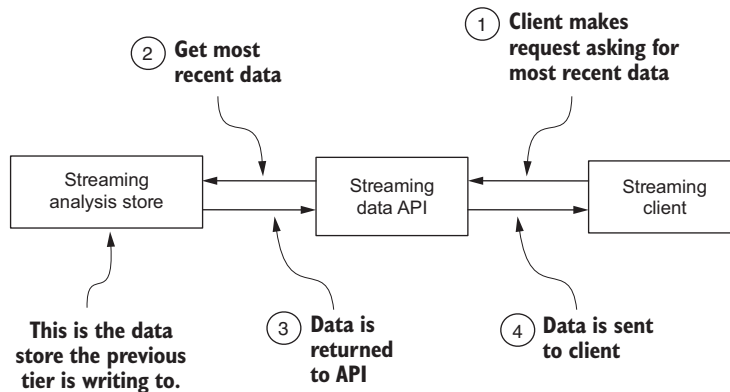 1
Client makes
request asking for
most recent data
2
Get most
recent data
Streaming
analysis store
Streaming
data API
Streaming
client
This is the data
store the previous
tier is writing to.
3
Data is
returned
to API
4
Data is sent
to client